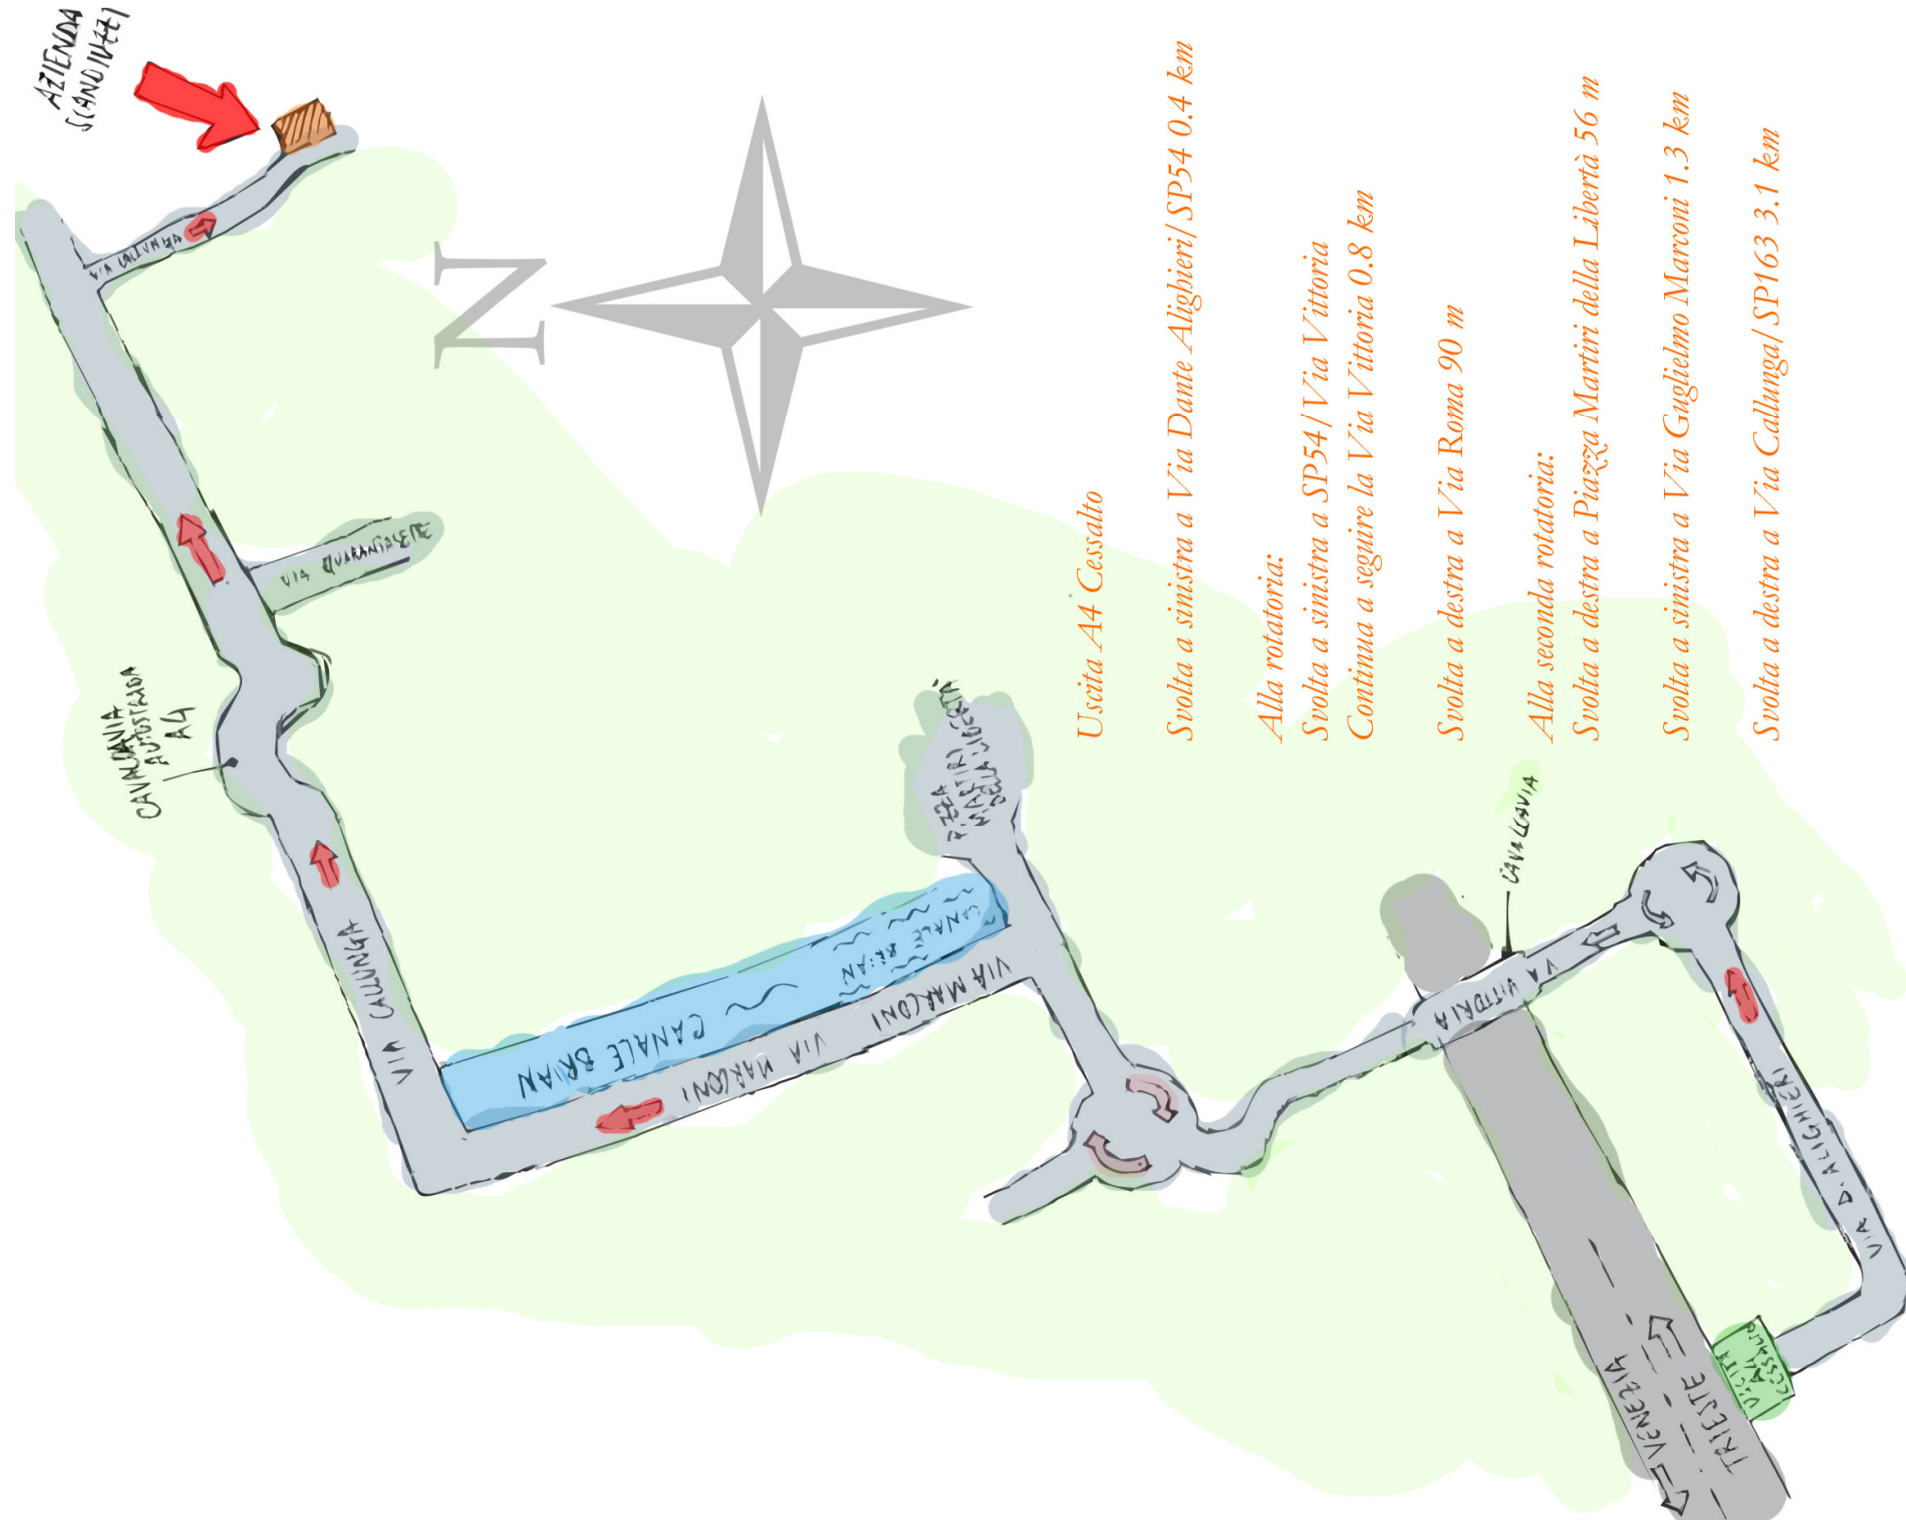 AZIENDA
SCANDIUZZI
N
Uscita A4 Cessalto
Svolta a sinistra a Via Dante Alighieri/ SP54 0.4 km
Alla rotatoria:
Svolta a sinistra a SP54/Via Vittoria
Continua a seguire la Via Vittoria 0.8 km
Svolta a destra a Via Roma 90 m
Alla seconda rotatoria:
Svolta a destra a Piazza Martiri della Libertà 56 m
Svolta a sinistra a Via Guglielmo Marconi 1.3 km
Svolta a destra a Via Callunga/ SP163 3.1 km
VIA CALLUNGA
VIA
CAVALCAVIA
AUTOSTRADA
A4
VIA CALLUNGA
CANALE BRIAN
CANALE BRIAN
VIA MARCONI
VIA MARCONI
P.ZZA
MARTIRI
DELLA LIBERTÀ
CAVALCAVIA
VIA
VITTORIA
VIA D. ALIGHIERI
USCITA
A4
CESSALTO
VENEZIA
TRIESTE